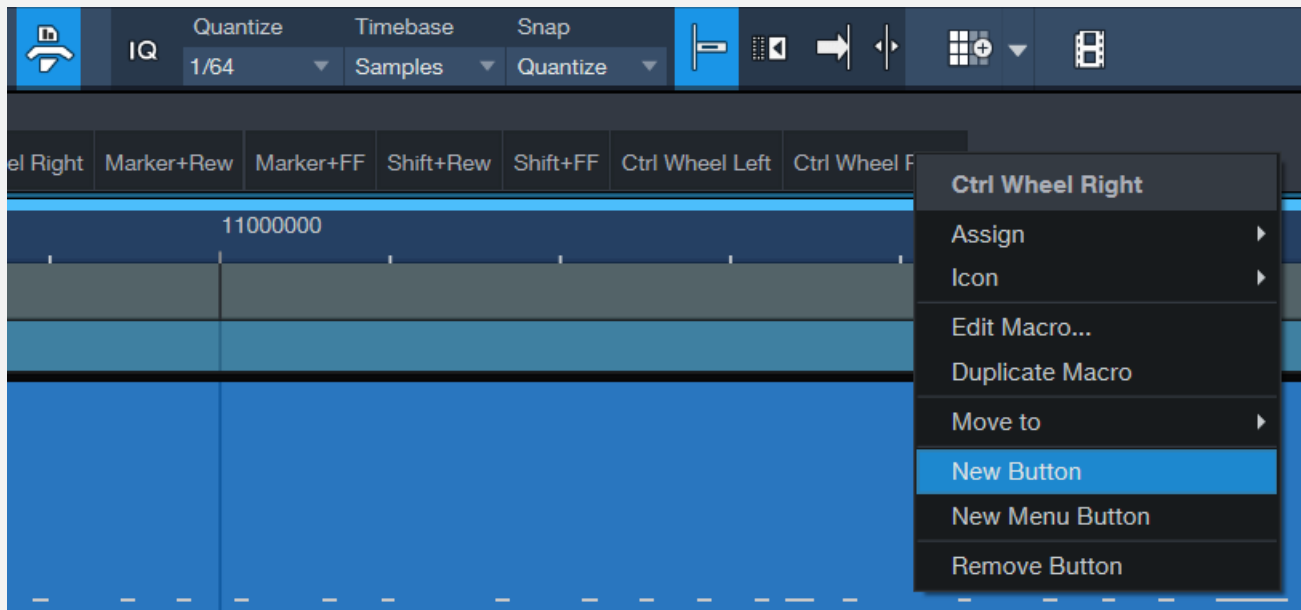 Quantize Timebase Snap
IQ 1/64 Samples Quantize
Right Marker+Rew Marker+FF Shift+Rew Shift+FF Ctrl Wheel Left Ctrl Wheel
Ctrl Wheel Right
11000000
Assign
Icon
Edit Macro...
Duplicate Macro
Move to
New Button
New Menu Button
Remove Button